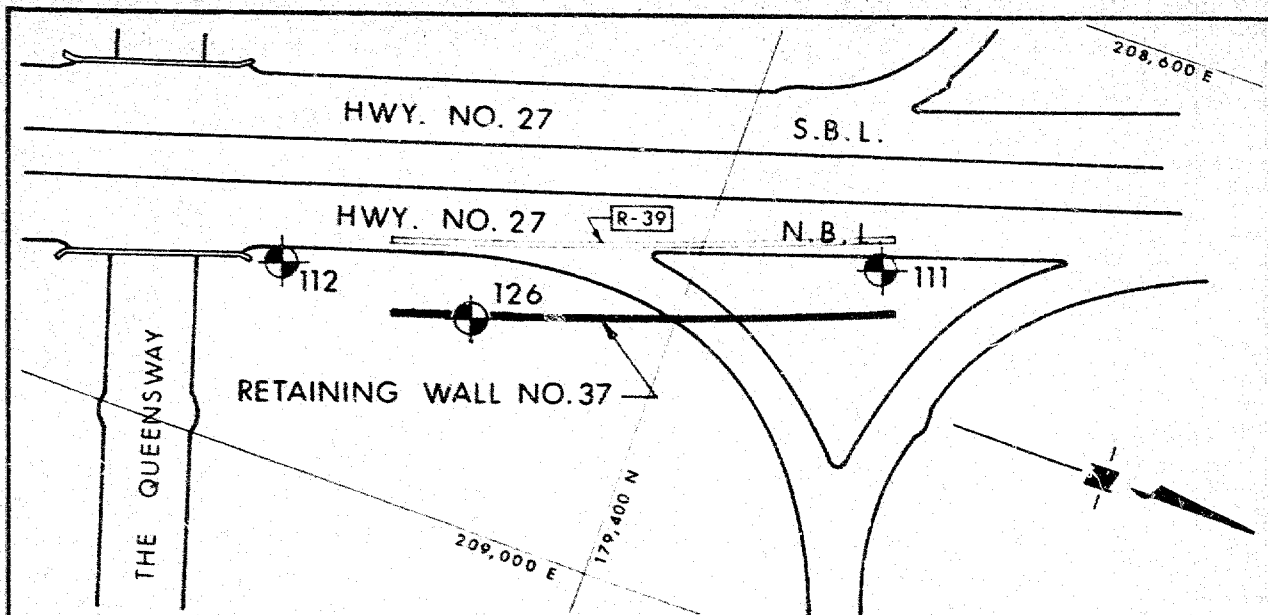 208,600 E
HWY. NO. 27
S.B.L.
HWY. NO. 27
R-39
N.B.L.
112
111
126
RETAINING WALL NO. 37
THE QUEENSWAY
209,000 E
179,400 N